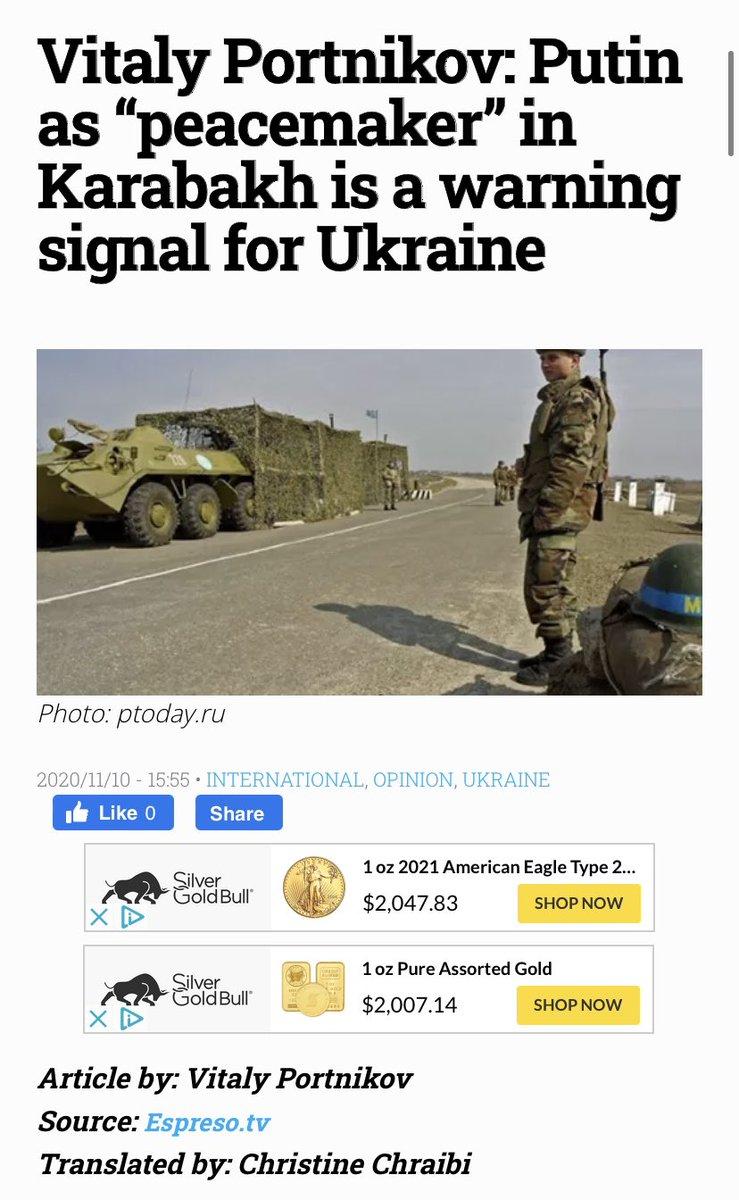 Vitaly Portnikov: Putin
as “peacemaker” in
Karabakh is a warning
signal for Ukraine
M
Photo: ptoday.ru
2020/11/10 - 15:55 • INTERNATIONAL, OPINION, UKRAINE
Like 0
Share
Silver
Gold Bull®
1 oz 2021 American Eagle Type 2...
$2,047.83
SHOP NOW
Silver
Gold Bull®
1 oz Pure Assorted Gold
$2,007.14
SHOP NOW
Article by: Vitaly Portnikov
Source: Espreso.tv
Translated by: Christine Chraibi